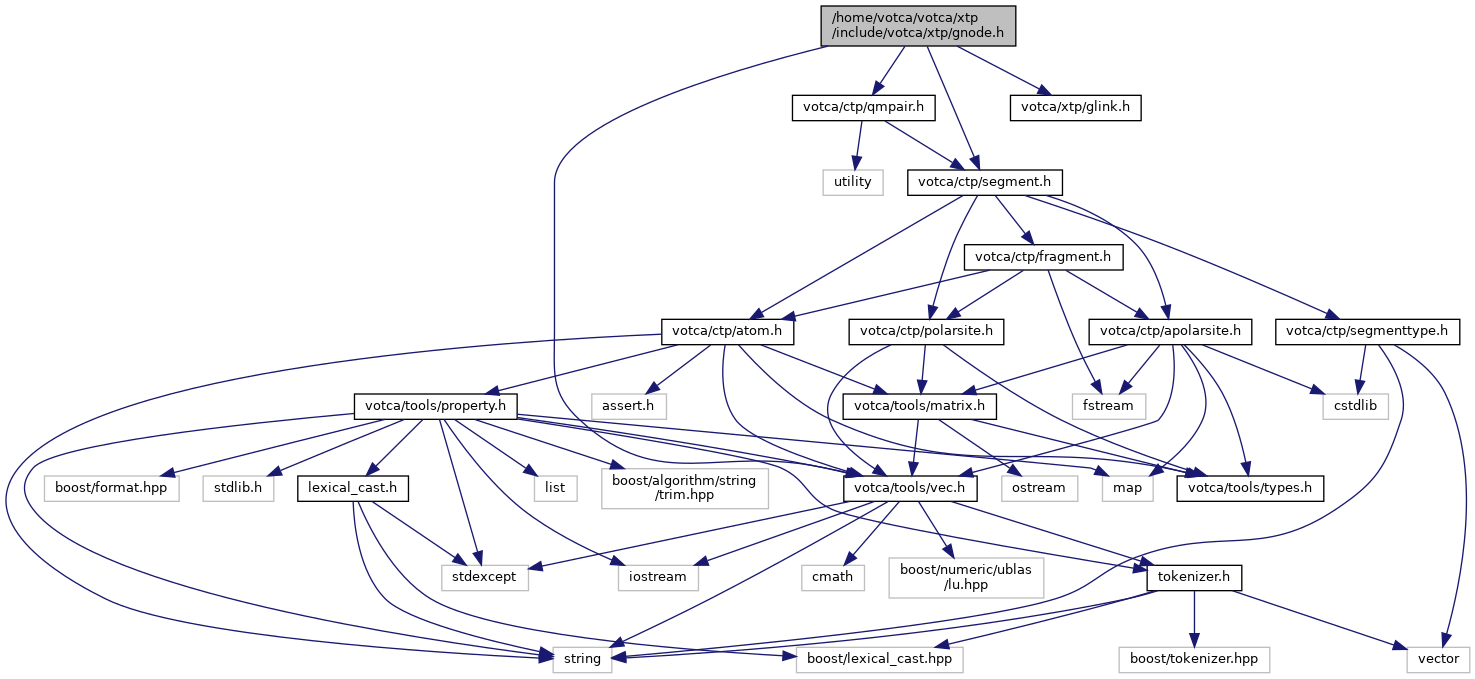 /home/votca/votca/xtp
/include/votca/xtp/gnode.h
votca/ctp/qmpair.h
votca/xtp/glink.h
utility
votca/ctp/segment.h
votca/ctp/fragment.h
votca/ctp/atom.h
votca/ctp/polarsite.h
votca/ctp/apolarsite.h
votca/ctp/segmenttype.h
votca/tools/property.h
assert.h
votca/tools/matrix.h
fstream
cstdlib
boost/format.hpp
stdlib.h
lexical_cast.h
list
boost/algorithm/string
/trim.hpp
votca/tools/vec.h
ostream
map
votca/tools/types.h
stdexcept
iostream
cmath
boost/numeric/ublas
/lu.hpp
tokenizer.h
string
boost/lexical_cast.hpp
boost/tokenizer.hpp
vector